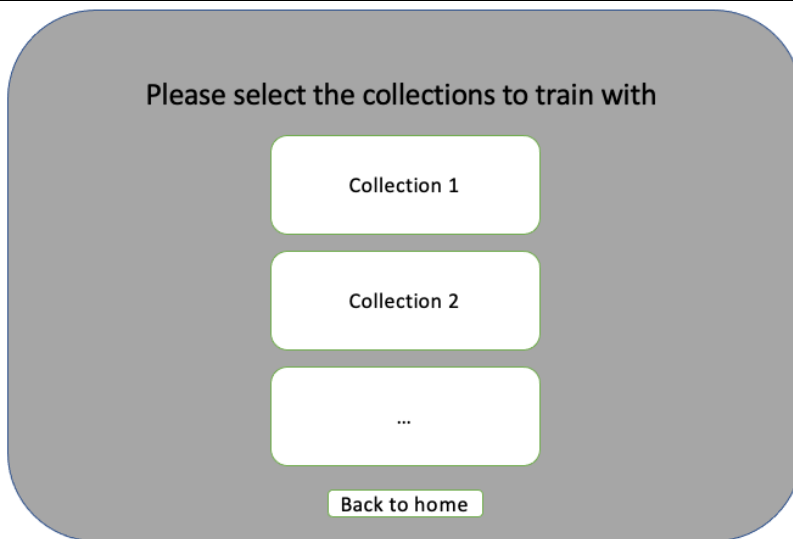 Please select the collections to train with
Collection 1
Collection 2
...
Back to home